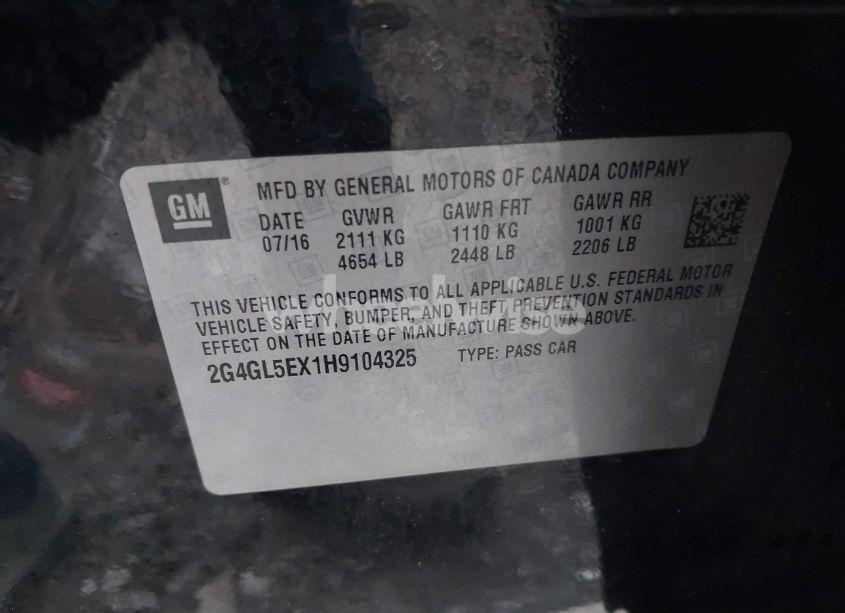 GM® MFD BY GENERAL MOTORS OF CANADA COMPANY
DATE GVWR GAWR FRT GAWR RR
07/16 2111 KG 1110 KG 1001 KG
4654 LB 2448 LB 2206 LB
THIS VEHICLE CONFORMS TO ALL APPLICABLE U.S. FEDERAL MOTOR
VEHICLE SAFETY, BUMPER, AND THEFT PREVENTION STANDARDS IN
EFFECT ON THE DATE OF MANUFACTURE SHOWN ABOVE.
2G4GL5EX1H9104325 TYPE: PASS CAR